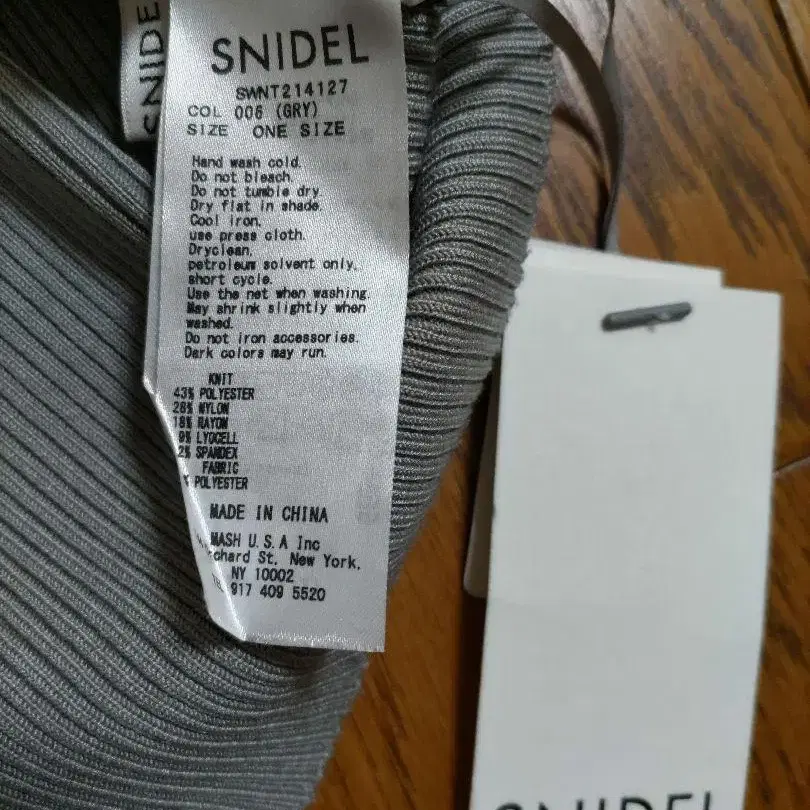 SNIDE
SNIDEL
SWNT214127
COL 006 (GRY)
SIZE ONE SIZE
Hand wash cold.
Do not bleach.
Do not tumble dry.
Dry flat in shade.
Cool iron.
use press cloth.
Dryclean.
petroleum solvent only.
short cycle.
Use the net when washing.
May shrink slightly when
washed.
Do not iron accessories.
Dark colors may run.
KNIT
43% POLYESTER
28% NYLON
18% RAYON
9% LYOCELL
2% SPANDEX
FABRIC
% POLYESTER
MADE IN CHINA
MASH U.S.A Inc
chard St, New York,
NY 10002
917 409 5520
SNIDEL